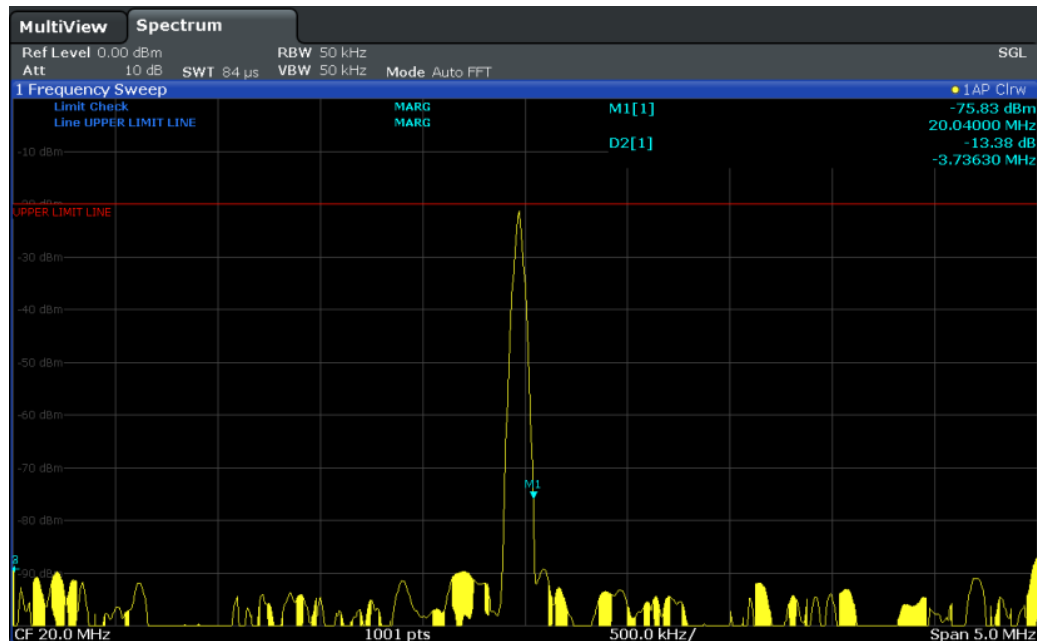 MultiView Spectrum
Ref Level 0.00 dBm RBW 50 kHz SGL
Att 10 dB SWT 84 µs VBW 50 kHz Mode Auto FFT
1 Frequency Sweep 1AP Clrw
Limit Check MARG M1[1] -75.83 dBm
Line UPPER LIMIT LINE MARG 20.04000 MHz
D2[1] -13.38 dB
-3.73630 MHz
-10 dBm
-20 dBm
UPPER LIMIT LINE
-30 dBm
-40 dBm
-50 dBm
-60 dBm
-70 dBm
M1
-80 dBm
-90 dBm
CF 20.0 MHz 1001 pts 500.0 kHz/ Span 5.0 MHz